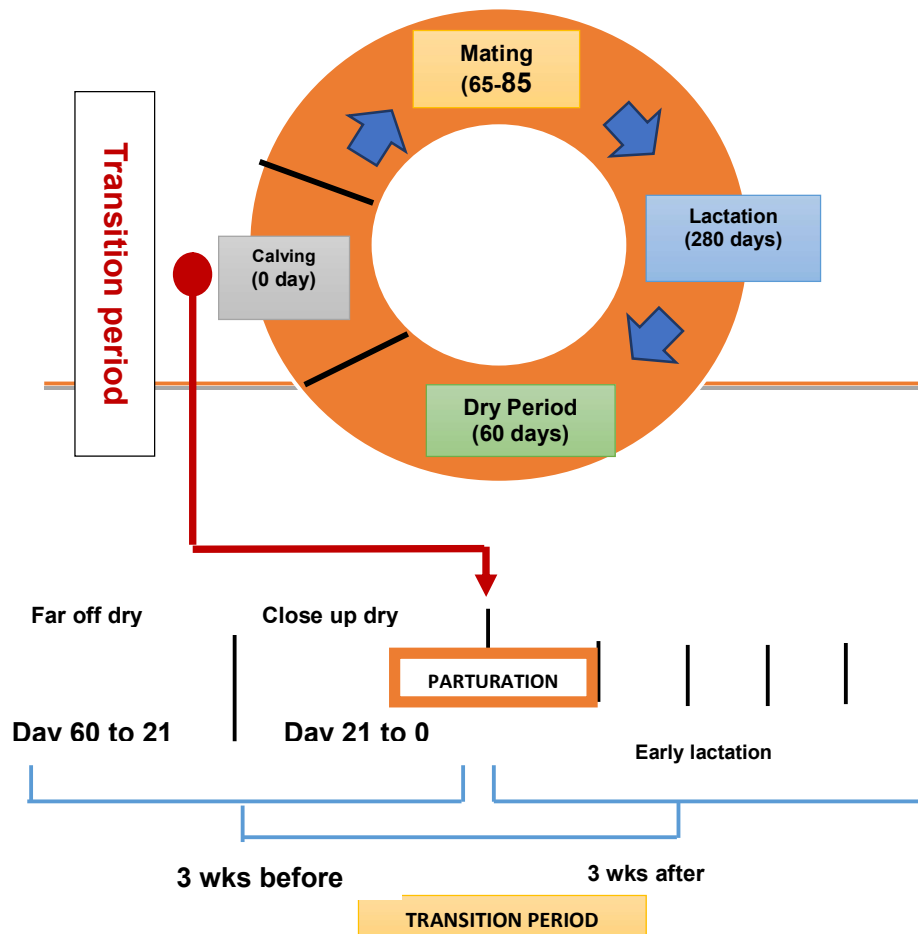 Mating
(65-85
Transition period
Lactation
(280 days)
Calving
(0 day)
Dry Period
(60 days)
Far off dry
Close up dry
PARTURATION
Day 60 to 21
Day 21 to 0
Early lactation
3 wks before
3 wks after
TRANSITION PERIOD